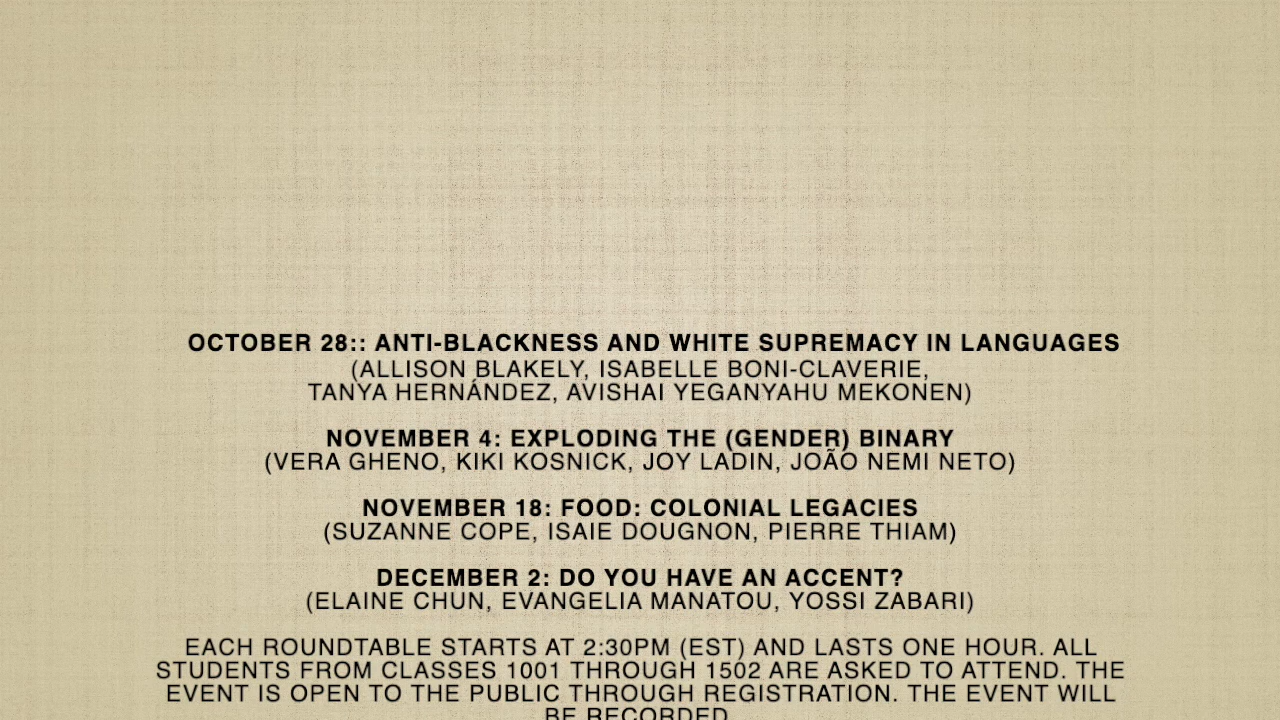 OCTOBER 28:: ANTI-BLACKNESS AND WHITE SUPREMACY IN LANGUAGES
(ALLISON BLAKELY, ISABELLE BONI-CLAVERIE,
TANYA HERNÁNDEZ, AVISHAI YEGANYAHU MEKONEN)
NOVEMBER 4: EXPLODING THE (GENDER) BINARY
(VERA GHENO, KIKI KOSNICK, JOY LADIN, JOÃO NEMI NETO)
NOVEMBER 18: FOOD: COLONIAL LEGACIES
(SUZANNE COPE, ISAIE DOUGNON, PIERRE THIAM)
DECEMBER 2: DO YOU HAVE AN ACCENT?
(ELAINE CHUN, EVANGELIA MANATOU, YOSSI ZABARI)
EACH ROUNDTABLE STARTS AT 2:30PM (EST) AND LASTS ONE HOUR. ALL
STUDENTS FROM CLASSES 1001 THROUGH 1502 ARE ASKED TO ATTEND. THE
EVENT IS OPEN TO THE PUBLIC THROUGH REGISTRATION. THE EVENT WILL
BE RECORDED.